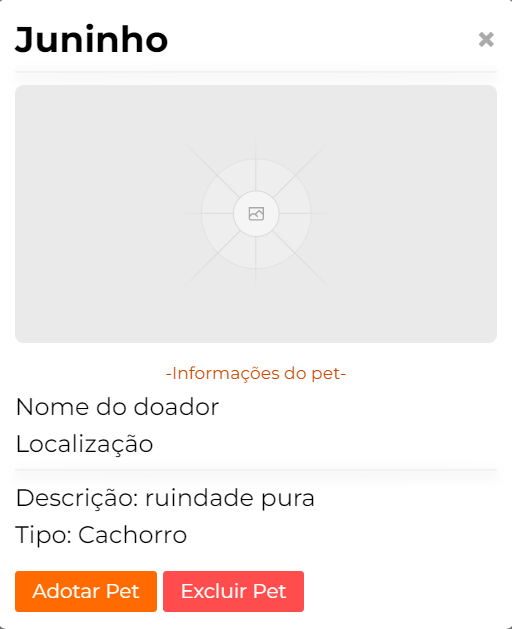 Juninho
-Informações do pet-
Nome do doador
Localização
Descrição: ruindade pura
Tipo: Cachorro
Adotar Pet
Excluir Pet